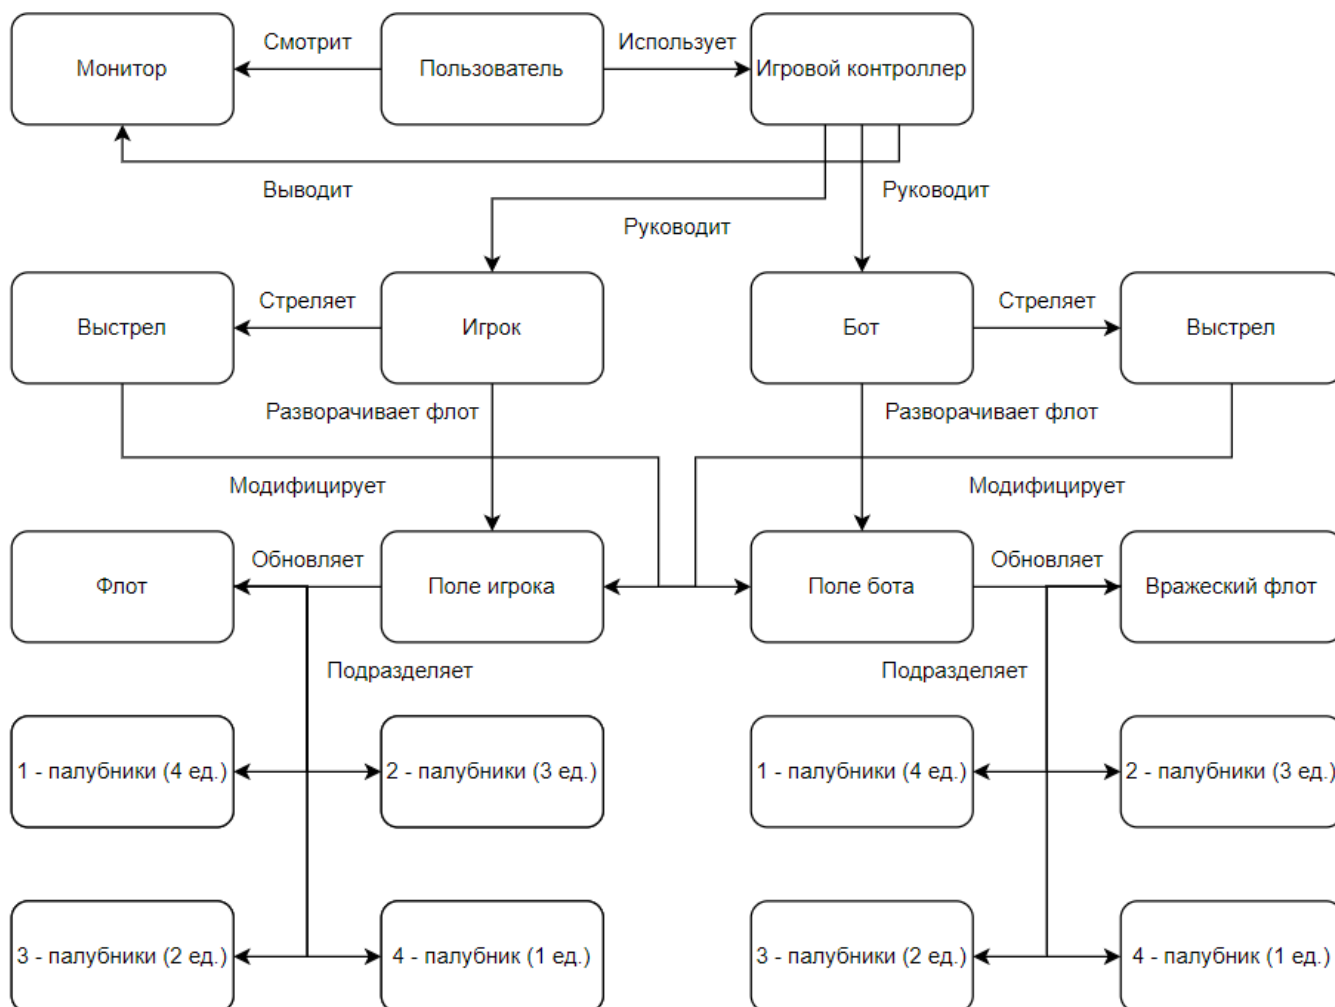 Смотрит
Использует
Монитор
Пользователь
Игровой контроллер
Выводит
Руководит
Руководит
Стреляет
Стреляет
Выстрел
Игрок
Бот
Выстрел
Разворачивает флот
Разворачивает флот
Модифицирует
Модифицирует
Обновляет
Обновляет
Флот
Поле игрока
Поле бота
Вражеский флот
Подразделяет
Подразделяет
1 - палубники (4 ед.)
2 - палубники (3 ед.)
1 - палубники (4 ед.)
2 - палубники (3 ед.)
3 - палубники (2 ед.)
4 - палубник (1 ед.)
3 - палубники (2 ед.)
4 - палубник (1 ед.)